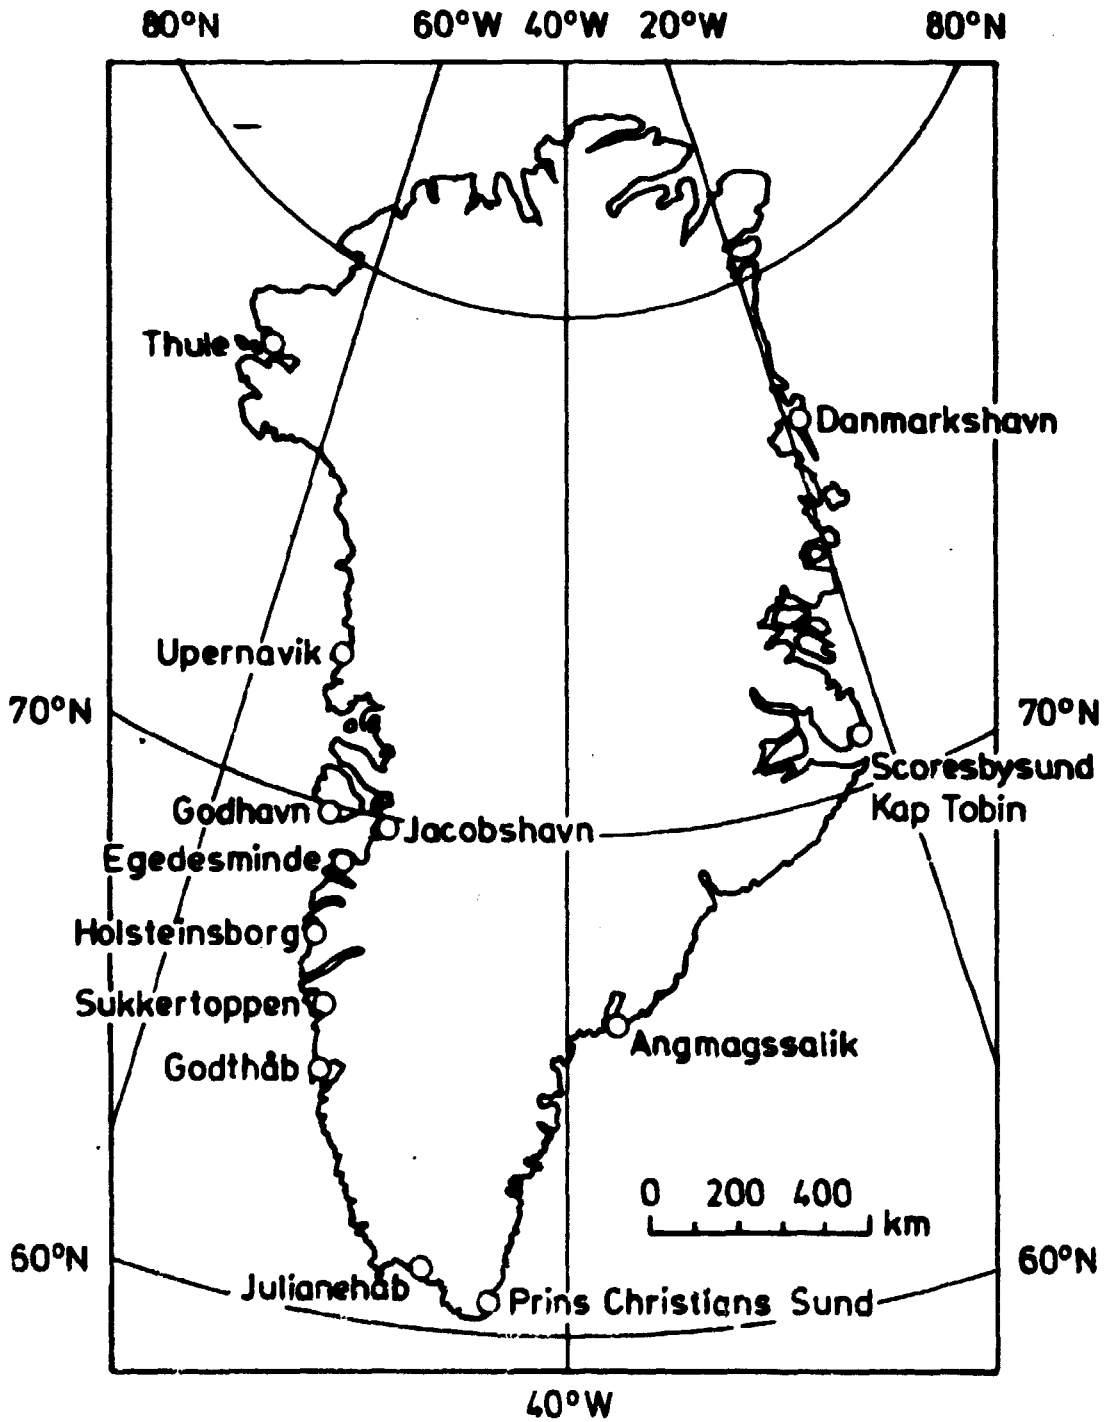 80°N 60°W 40°W 20°W 80°N
Thule
Danmarkshavn
Upernavik
70°N 70°N
Scoresbysund
Kap Tobin
Godhavn
Jacobshavn
Egedesminde
Holsteinsborg
Sukkertoppen
Angmagssalik
Godthåb
0 200 400
km
60°N 60°N
Julianehåb
Prins Christians Sund
40°W